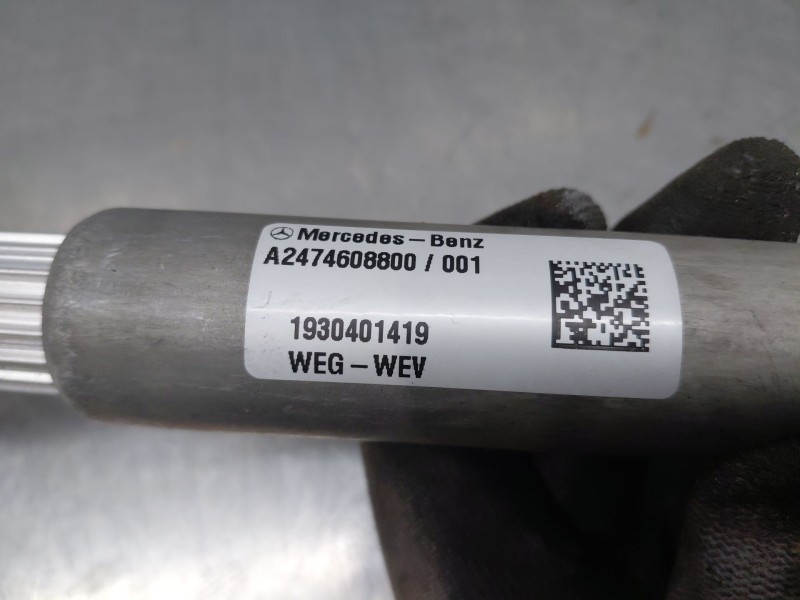 Mercedes-Benz
A2474608800 / 001
1930401419
WEG-WEV